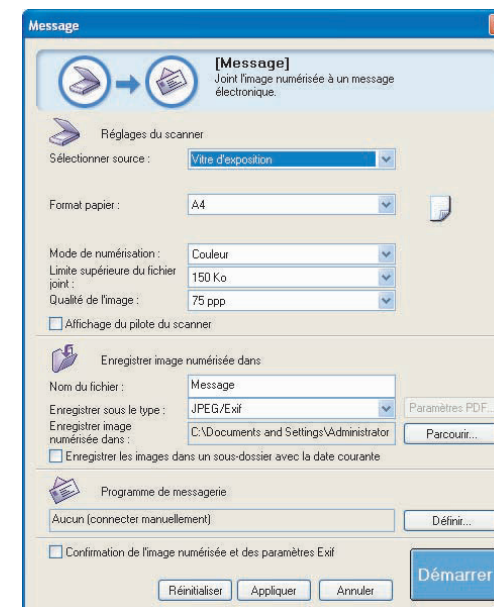 Message
[Message]
Joint l'image numérisée à un message
électronique.
Réglages du scanner
Sélectionner source :
Vitre d'exposition
Format papier :
A4
Mode de numérisation :
Couleur
Limite supérieure du fichier
joint :
150 Ko
Qualité de l'image :
75 ppp
Affichage du pilote du scanner
Enregistrer image numérisée dans
Nom du fichier :
Message
Enregistrer sous le type :
JPEG/Exif
Paramètres PDF...
Enregistrer image
numérisée dans :
C:\Documents and Settings\Administrator
Parcourir...
Enregistrer les images dans un sous-dossier avec la date courante
Programme de messagerie
Aucun (connecter manuellement)
Définir...
Confirmation de l'image numérisée et des paramètres Exif
Démarrer
Réinitialiser
Appliquer
Annuler